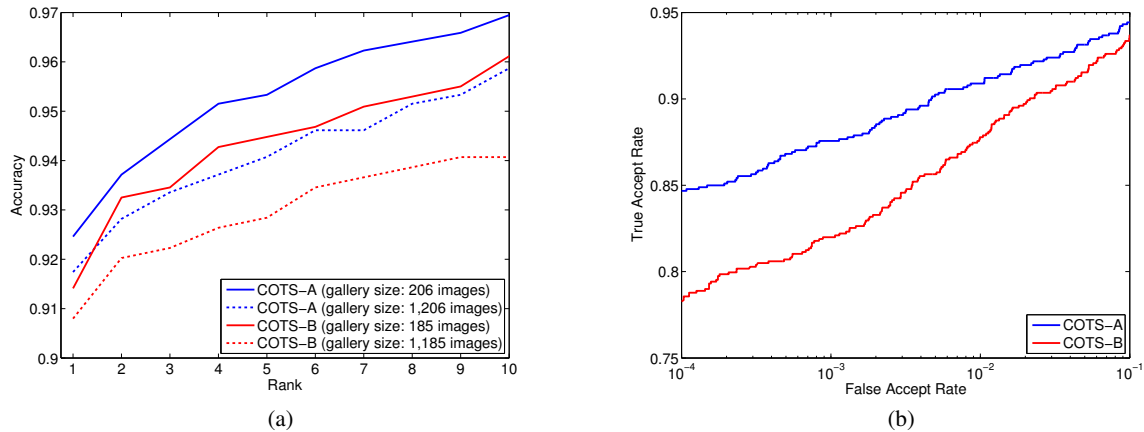 0.97
0.96
0.95
0.94
0.93
0.92
0.91
0.9
Accuracy
1 2 3 4 5 6 7 8 9 10
Rank
COTS−A (gallery size: 206 images)
COTS−A (gallery size: 1,206 images)
COTS−B (gallery size: 185 images)
COTS−B (gallery size: 1,185 images)
(a)
0.95
0.9
0.85
0.8
0.75
True Accept Rate
10⁻⁴ 10⁻³ 10⁻² 10⁻¹
False Accept Rate
COTS−A
COTS−B
(b)